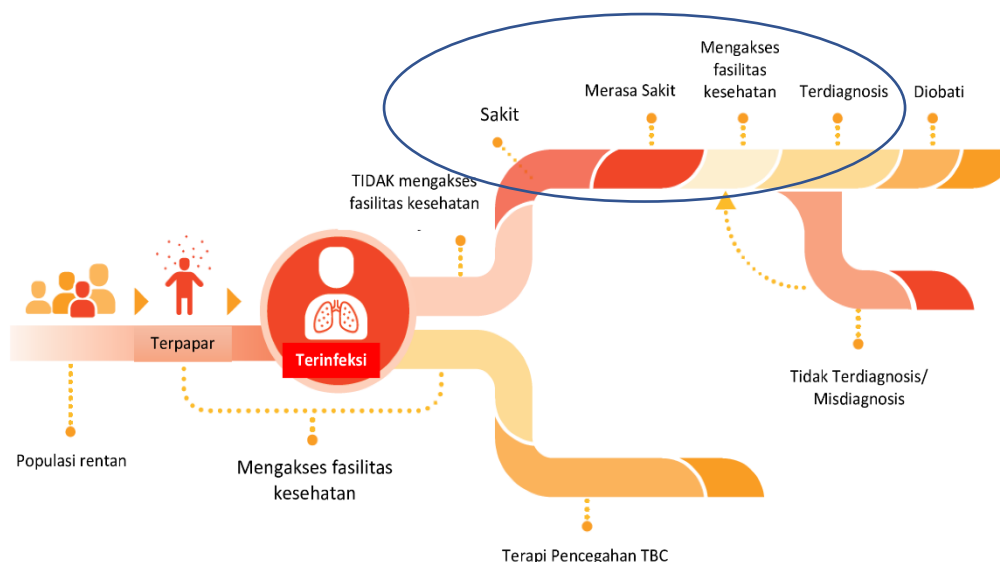 Mengakses
fasilitas
kesehatan
Merasa Sakit
Terdiagnosis
Diobati
Sakit
TIDAK mengakses
fasilitas kesehatan
Terpapar
Terinfeksi
Tidak Terdiagnosis/
Misdiagnosis
Populasi rentan
Mengakses fasilitas
kesehatan
Terapi Pencegahan TBC